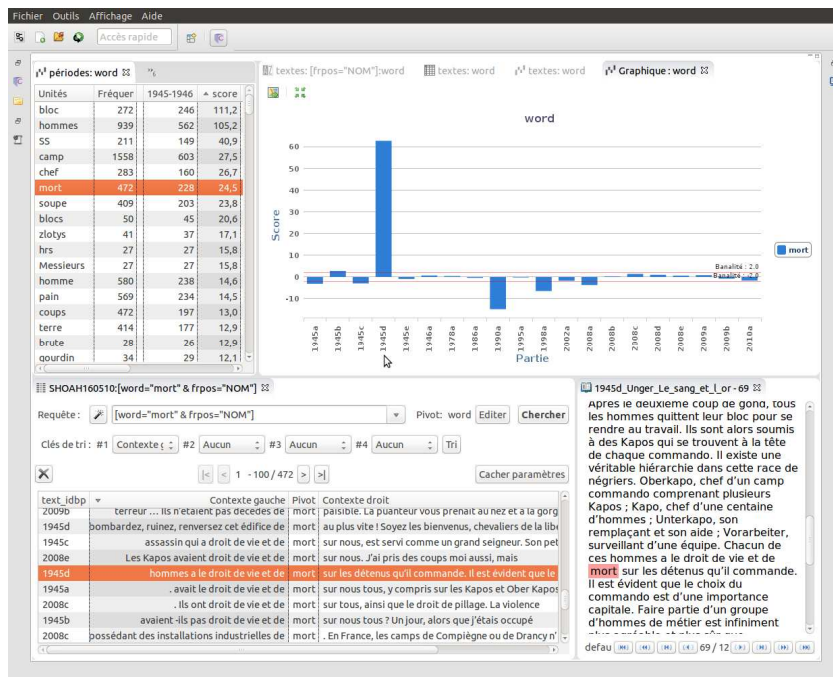 Fichier Outils Affichage Aide
Accès rapide
périodes: word
Unités Fréquer 1945-1946 score
bloc 272 246 111,2
hommes 939 562 105,2
SS 211 149 40,9
camp 1558 603 27,5
chef 283 160 26,7
mort 472 228 24,5
soupe 409 203 23,8
blocs 50 45 20,6
zlotys 41 37 17,1
hrs 27 27 15,8
Messieurs 27 27 15,8
homme 580 238 14,6
pain 569 234 14,5
coups 472 197 13,0
terre 414 177 12,9
brute 28 26 12,9
gourdin 34 29 12,1
textes: [frpos="NOM"]:word textes: word textes: word Graphique : word
word
Score
60
50
40
30
20
10
0
-10
Banalité : 2.0
Banalité : -2.0
mort
1945a 1945b 1945c 1945d 1945e 1946a 1978a 1986a 1990a 1995a 1998a 2002a 2008a 2008b 2008c 2008d 2008e 2009a 2009b 2010a
Partie
SHOAH160510:[word="mort" & frpos="NOM"]
Requête : [word="mort" & frpos="NOM"] Pivot: word Editer Chercher
Clés de tri : #1 Contexte g #2 Aucun #3 Aucun #4 Aucun Tri
|< < 1 - 100 / 472 > >| Cacher paramètres
text_idbp Contexte gauche Pivot Contexte droit
2009b terreur ... Ils n'étaient pas décédés de mort paisible. La puanteur vous prenait au nez et à la gorg
1945d bombardez, ruinez, renversez cet édifice de mort au plus vite ! Soyez les bienvenus, chevaliers de la libe
1945c assassin qui a droit de vie et de mort sur nous, est servi comme un grand seigneur. Son pet
2008e Les Kapos avaient droit de vie et de mort sur nous. J'ai pris des coups moi aussi, mais
1945d hommes a le droit de vie et de mort sur les détenus qu'il commande. Il est évident que le
1945a . avait le droit de vie et de mort sur nous tous, y compris sur les Kapos et Ober Kapos
2008c . Ils ont droit de vie et de mort sur tous, ainsi que le droit de pillage. La violence
1945b avaient -ils pas droit de vie et de mort sur nous tous ? Un jour, alors que j'étais occupé
2008c possédant des installations industrielles de mort . En France, les camps de Compiègne ou de Drancy n'
1945d_Unger_Le_sang_et_l_or - 69
Après le deuxième coup de gond, tous
les hommes quittent leur bloc pour se
rendre au travail. Ils sont alors soumis
à des Kapos qui se trouvent à la tête
de chaque commando. Il existe une
véritable hiérarchie dans cette race de
négriers. Oberkapo, chef d'un camp
commando comprenant plusieurs
Kapos ; Kapo, chef d'une centaine
d'hommes ; Unterkapo, son
remplaçant et son aide ; Vorarbeiter,
surveillant d'une équipe. Chacun de
ces hommes a le droit de vie et de
mort sur les détenus qu'il commande.
Il est évident que le choix du
commando est d'une importance
capitale. Faire partie d'un groupe
d'hommes de métier est infiniment
plus agréable et plus sûr que
defau 69 / 12